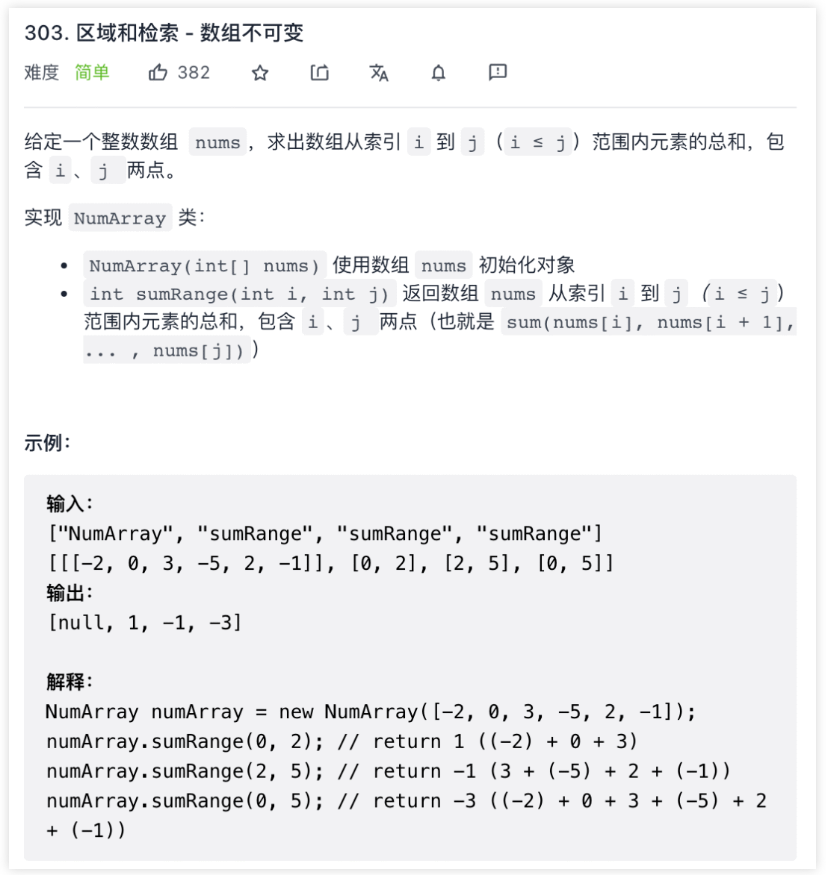 303. 区域和检索 - 数组不可变
难度 简单 382
给定一个整数数组 nums，求出数组从索引 i 到 j（i ≤ j）范围内元素的总和，包
含 i、j 两点。
实现 NumArray 类：
• NumArray(int[] nums) 使用数组 nums 初始化对象
• int sumRange(int i, int j) 返回数组 nums 从索引 i 到 j（i ≤ j）
范围内元素的总和，包含 i、j 两点（也就是 sum(nums[i], nums[i + 1],
... , nums[j])）
示例：
输入：
["NumArray", "sumRange", "sumRange", "sumRange"]
[[[-2, 0, 3, -5, 2, -1]], [0, 2], [2, 5], [0, 5]]
输出：
[null, 1, -1, -3]
解释：
NumArray numArray = new NumArray([-2, 0, 3, -5, 2, -1]);
numArray.sumRange(0, 2); // return 1 ((-2) + 0 + 3)
numArray.sumRange(2, 5); // return -1 (3 + (-5) + 2 + (-1))
numArray.sumRange(0, 5); // return -3 ((-2) + 0 + 3 + (-5) + 2
+ (-1))